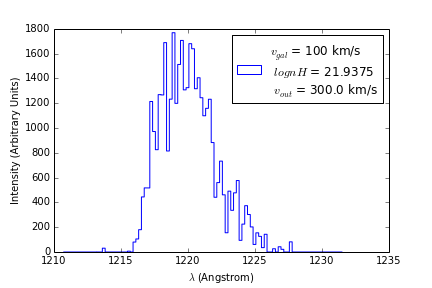 1800
1600
1400
1200
1000
800
600
400
200
0
Intensity (Arbitrary Units)
v_gal = 100 km/s
lognH = 21.9375
v_out = 300.0 km/s
1210 1215 1220 1225 1230 1235
λ (Angstrom)